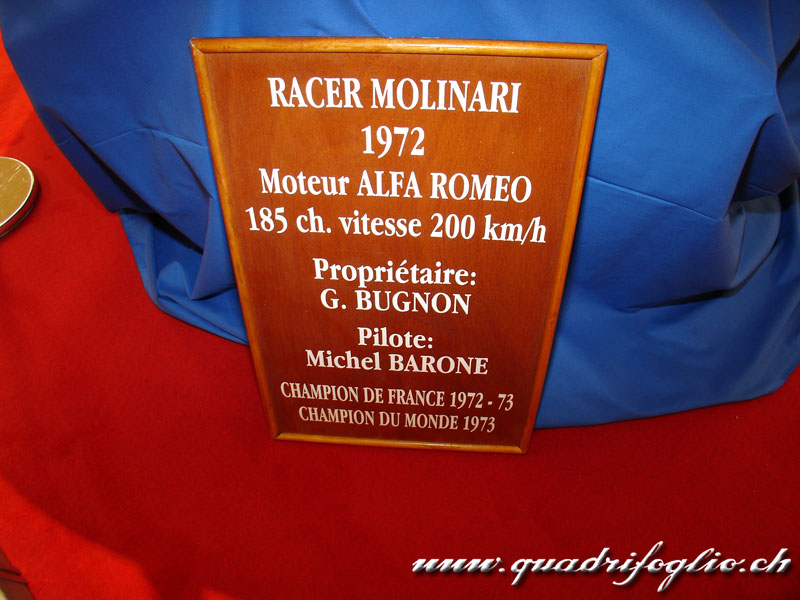 RACER MOLINARI
1972
Moteur ALFA ROMEO
185 ch. vitesse 200 km/h
Propriétaire:
G. BUGNON
Pilote:
Michel BARONE
CHAMPION DE FRANCE 1972 - 73
CHAMPION DU MONDE 1973
www.quadrifoglio.ch